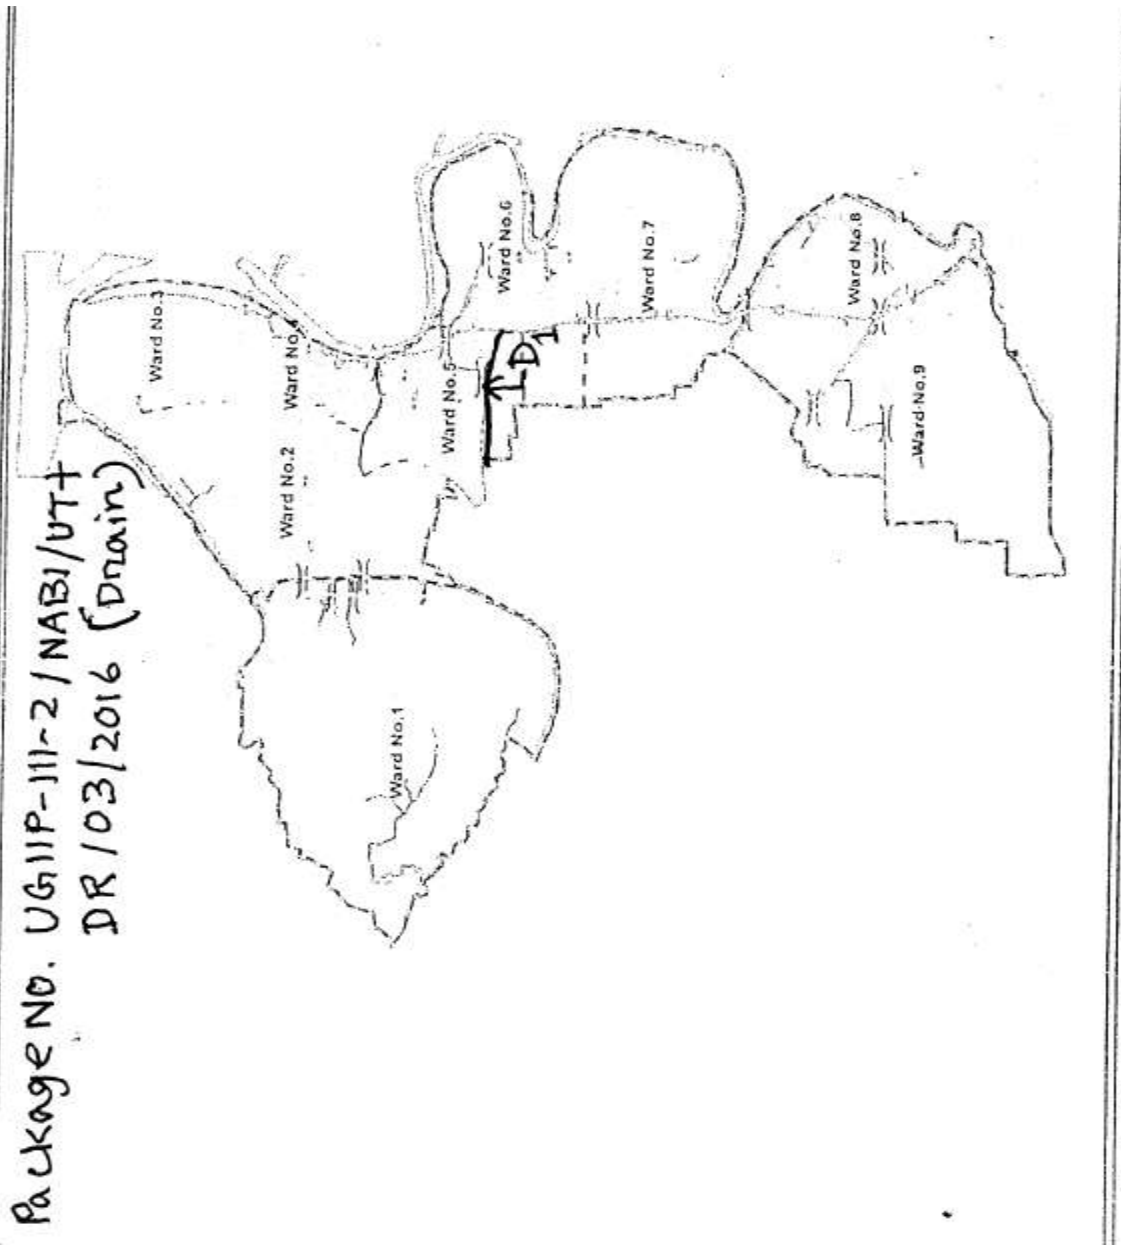 Package No. UGIIP-III-2/NABI/UT+
DR/03/2016 (Drain)
Ward No.3
Ward No.4
Ward No.2
Ward No.1
Ward No.5
Ward No.6
D1
Ward No.7
Ward No.8
Ward No.9